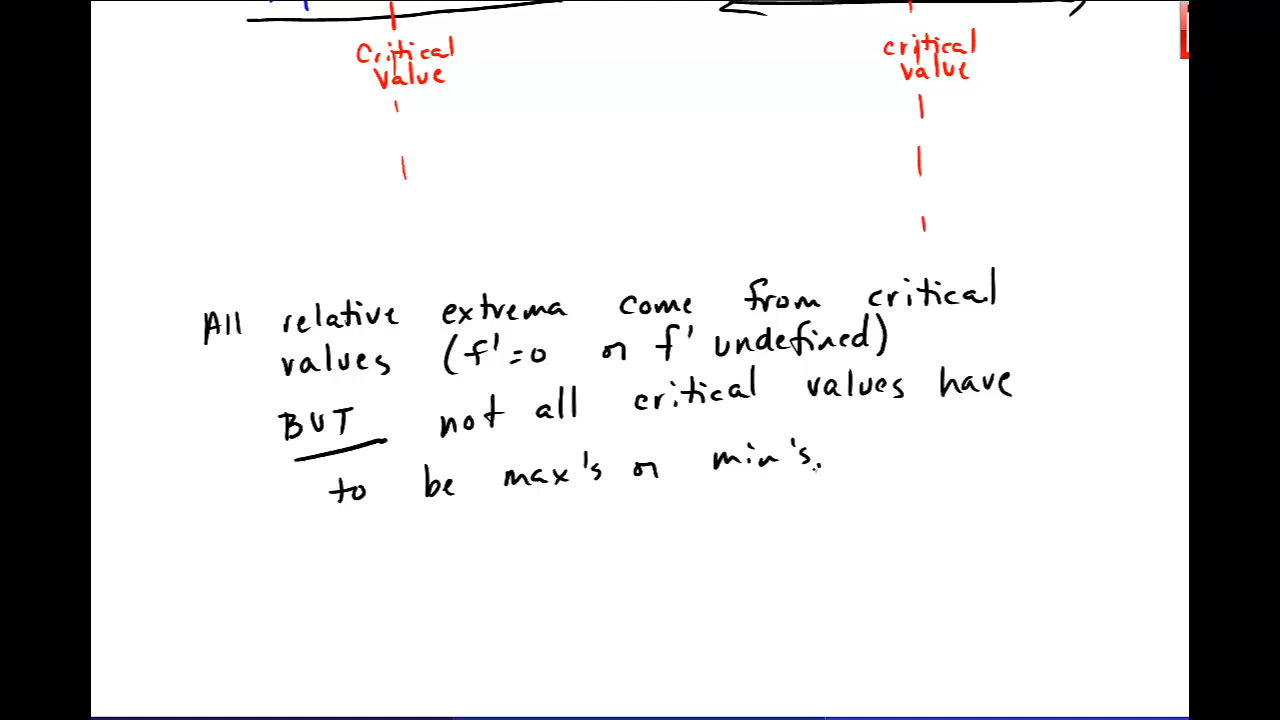 Critical
Value
critical
value
All relative extrema come from critical
values (f'=0 or f' undefined)
BUT not all critical values have
to be max's or min's.